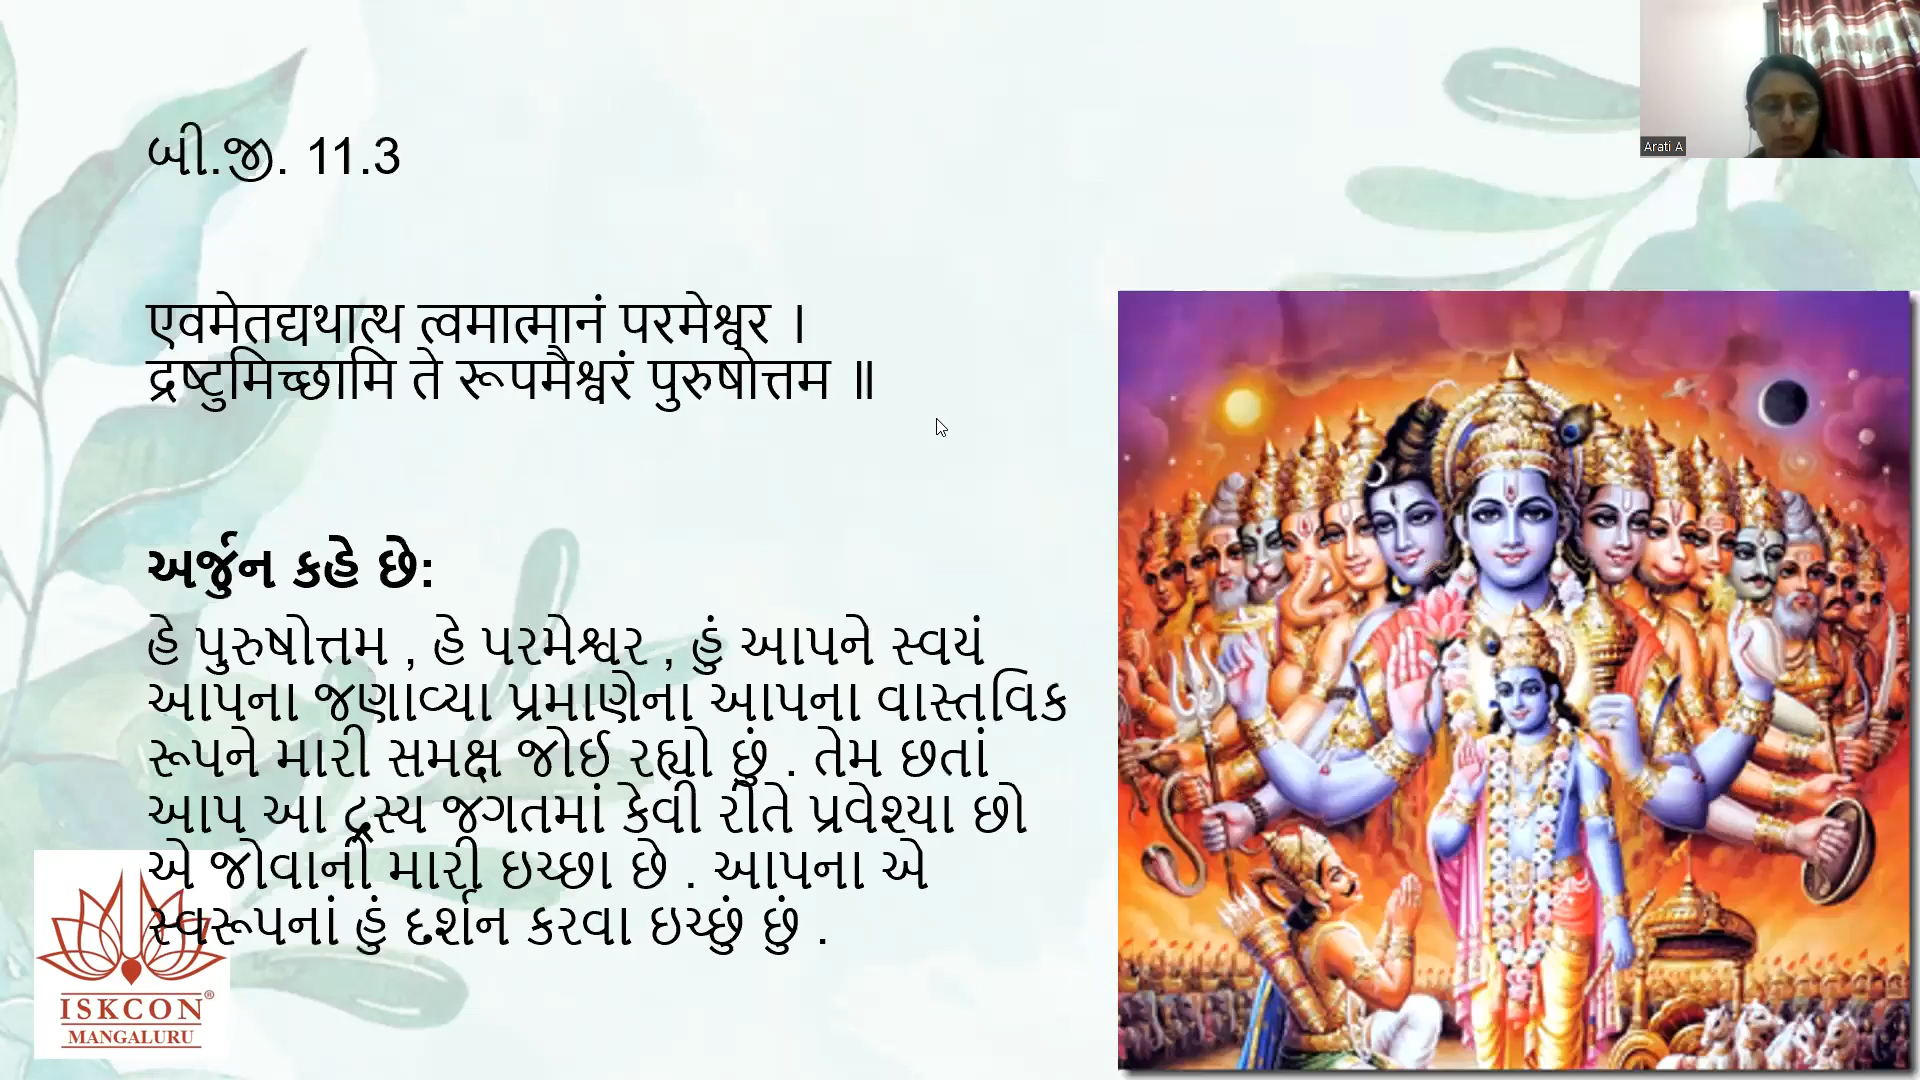 બી.જી. 11.3
एवमेतद्यथात्थ त्वमात्मानं परमेश्वर ।
द्रष्टुमिच्छामि ते रूपमैश्वरं पुरुषोत्तम ॥
અર્જુન કહે છે:
હે પુરુષોત્તમ , હે પરમેશ્વર , હું આપને સ્વયં
આપના જણાવ્યા પ્રમાણેના આપના વાસ્તવિક
રૂપને મારી સમક્ષ જોઈ રહ્યો છું . તેમ છતાં
આપ આ દ્રસ્ય જગતમાં કેવી રીતે પ્રવેશ્યા છો
એ જોવાની મારી ઇચ્છા છે . આપના એ
સ્વરૂપનાં હું દર્શન કરવા ઇચ્છું છું .
ISKCON®
MANGALURU
Arati A